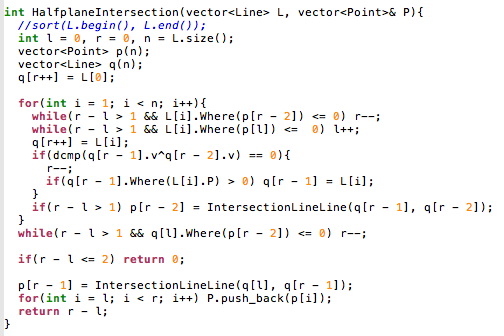 int HalfplaneIntersection(vector<Line> L, vector<Point>& P){
//sort(L.begin(), L.end());
int l = 0, r = 0, n = L.size();
vector<Point> p(n);
vector<Line> q(n);
q[r++] = L[0];
for(int i = 1; i < n; i++){
while(r - l > 1 && L[i].Where(p[r - 2]) <= 0) r--;
while(r - l > 1 && L[i].Where(p[l]) <=  0) l++;
q[r++] = L[i];
if(dcmp(q[r - 1].v^q[r - 2].v) == 0){
r--;
if(q[r - 1].Where(L[i].P) > 0) q[r - 1] = L[i];
}
if(r - l > 1) p[r - 2] = IntersectionLineLine(q[r - 1], q[r - 2]);
}
while(r - l > 1 && q[l].Where(p[r - 2]) <= 0) r--;
if(r - l <= 2) return 0;
p[r - 1] = IntersectionLineLine(q[l], q[r - 1]);
for(int i = l; i < r; i++) P.push_back(p[i]);
return r - l;
}